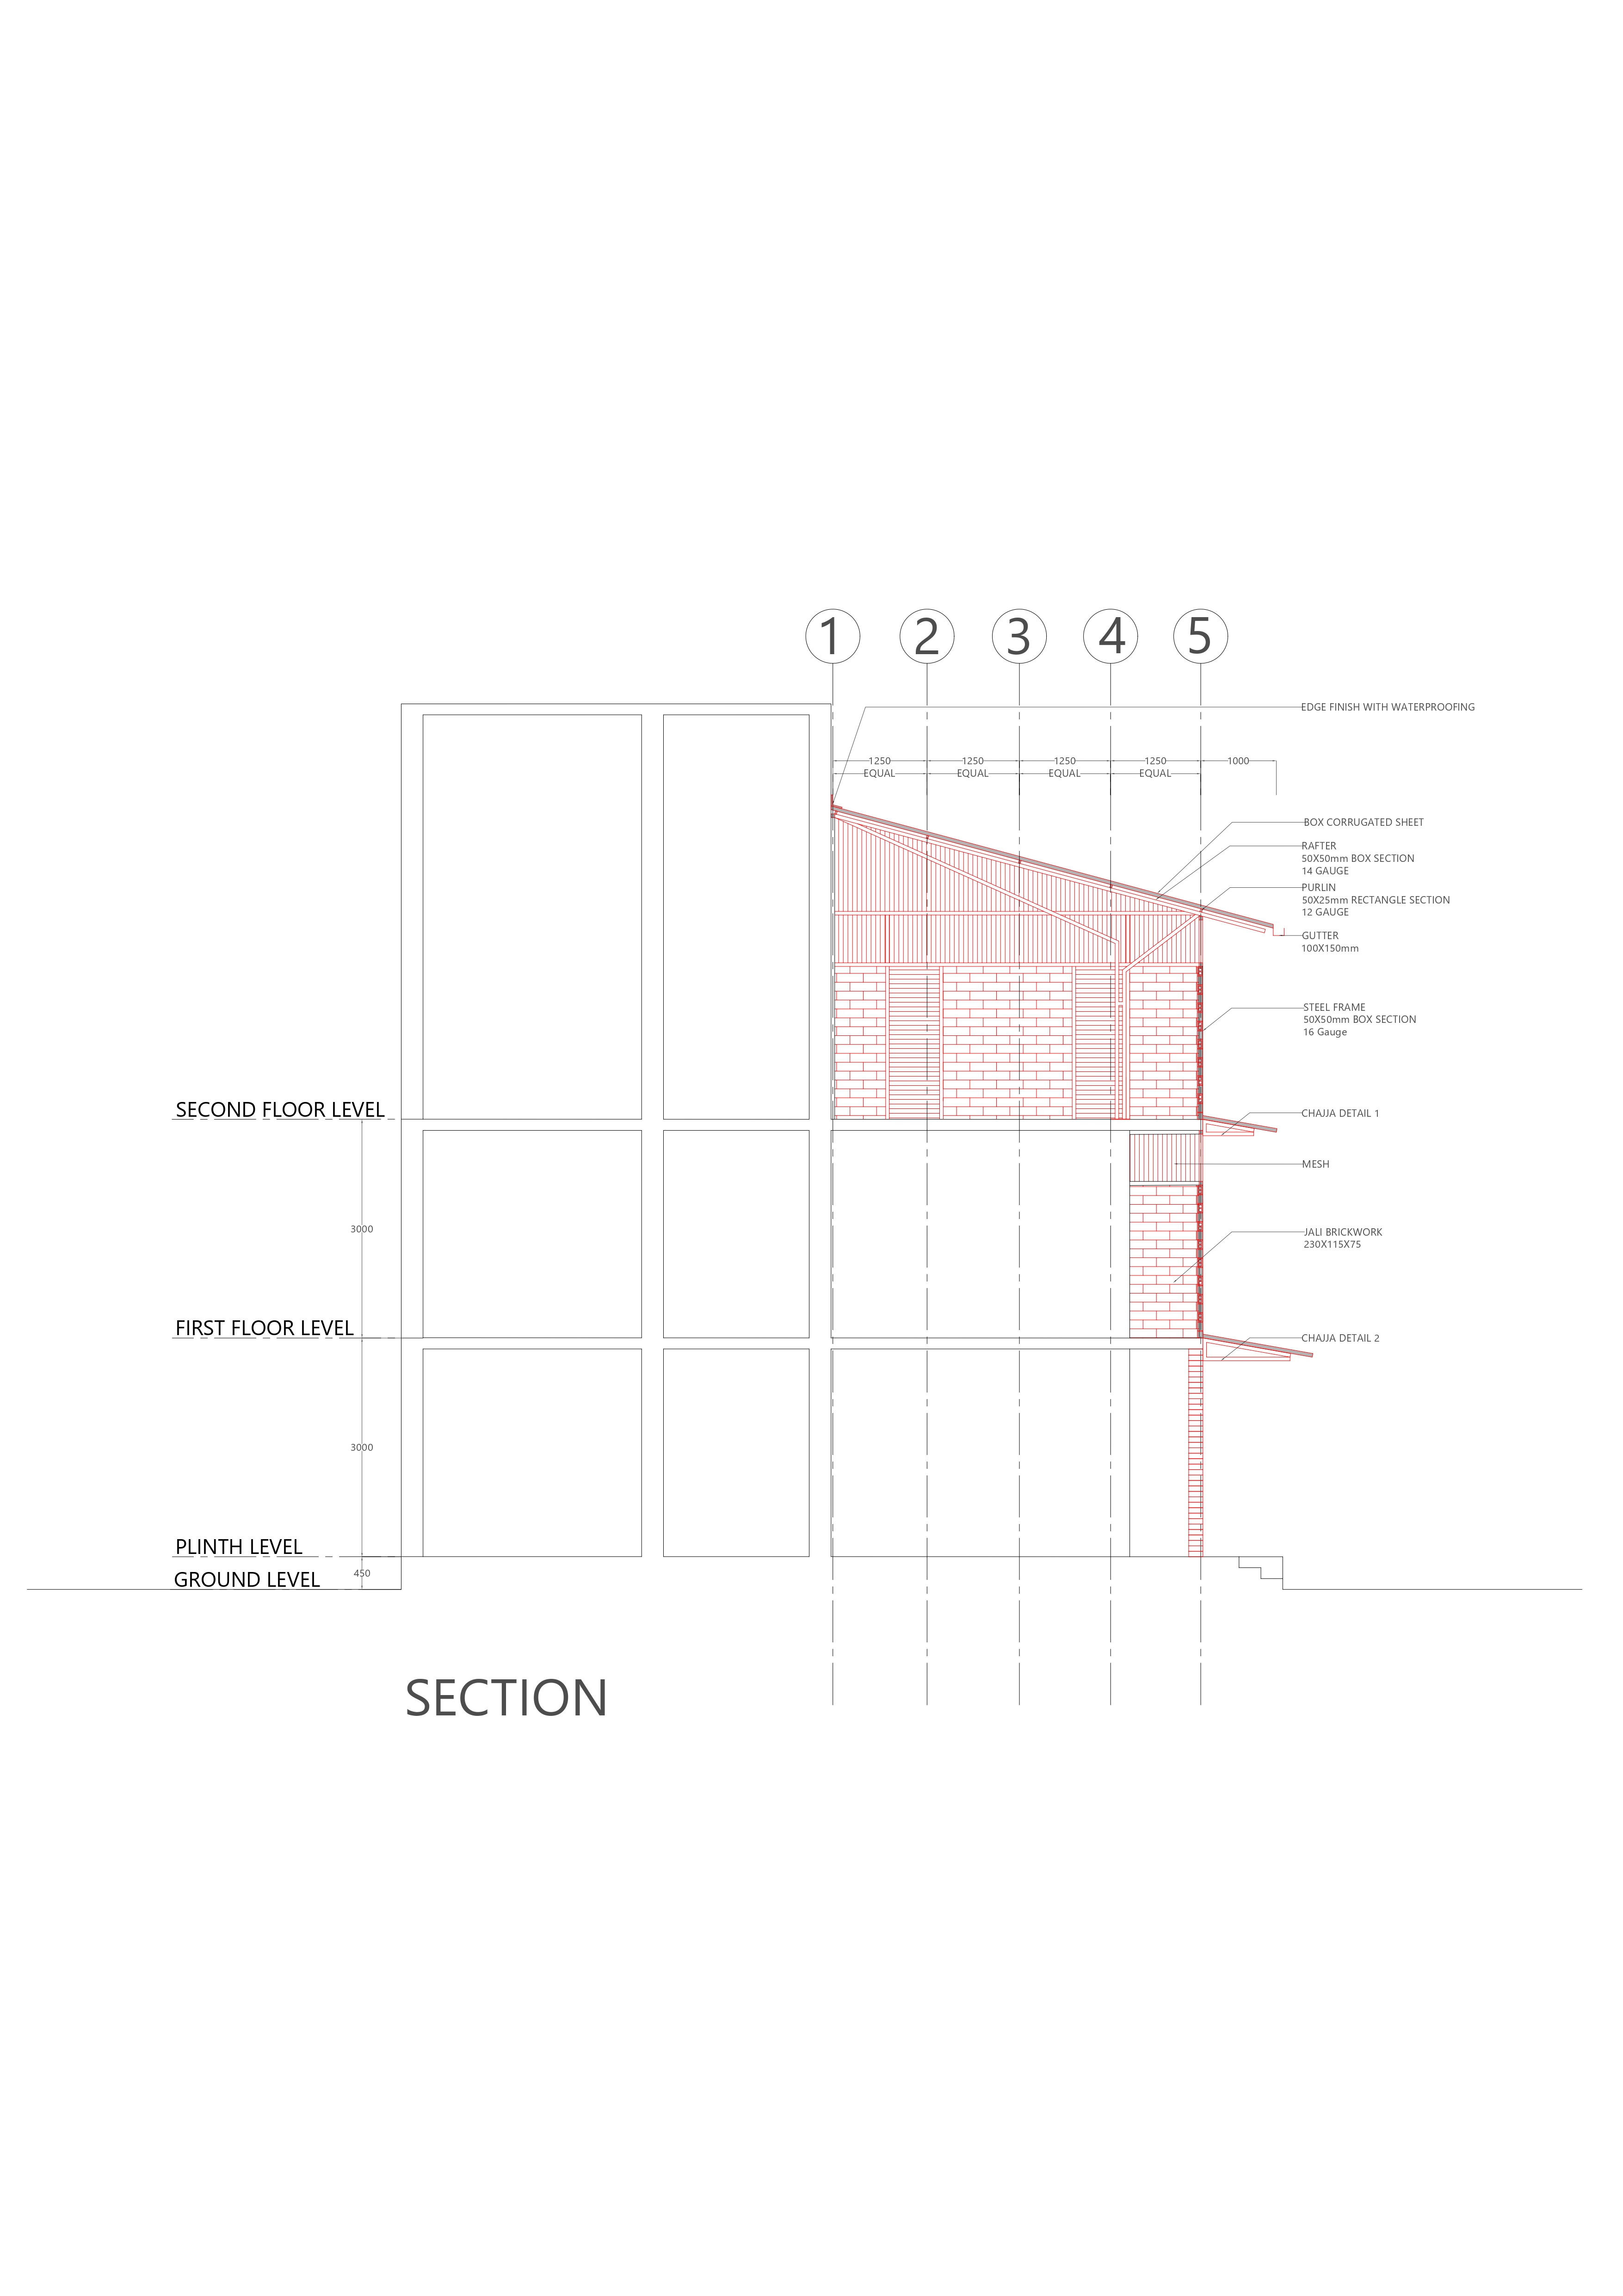 1 2 3 4 5
EDGE FINISH WITH WATERPROOFING
1250 1250 1250 1250 1000
EQUAL EQUAL EQUAL EQUAL
BOX CORRUGATED SHEET
RAFTER
50X50mm BOX SECTION
14 GAUGE
PURLIN
50X25mm RECTANGLE SECTION
12 GAUGE
GUTTER
100X150mm
STEEL FRAME
50X50mm BOX SECTION
16 Gauge
SECOND FLOOR LEVEL
CHAJJA DETAIL 1
MESH
3000
JALI BRICKWORK
230X115X75
FIRST FLOOR LEVEL
CHAJJA DETAIL 2
3000
PLINTH LEVEL
450
GROUND LEVEL
SECTION